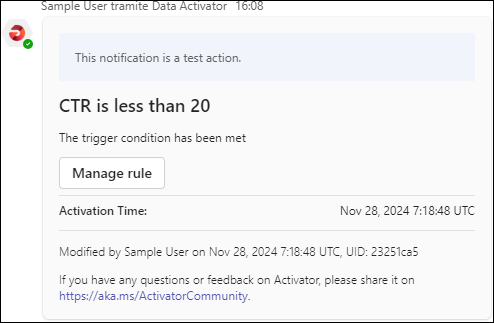 Sample User tramite Data Activator 16:08
This notification is a test action.
CTR is less than 20
The trigger condition has been met
Manage rule
Activation Time: Nov 28, 2024 7:18:48 UTC
Modified by Sample User on Nov 28, 2024 7:18:48 UTC, UID: 23251ca5
If you have any questions or feedback on Activator, please share it on
https://aka.ms/ActivatorCommunity.